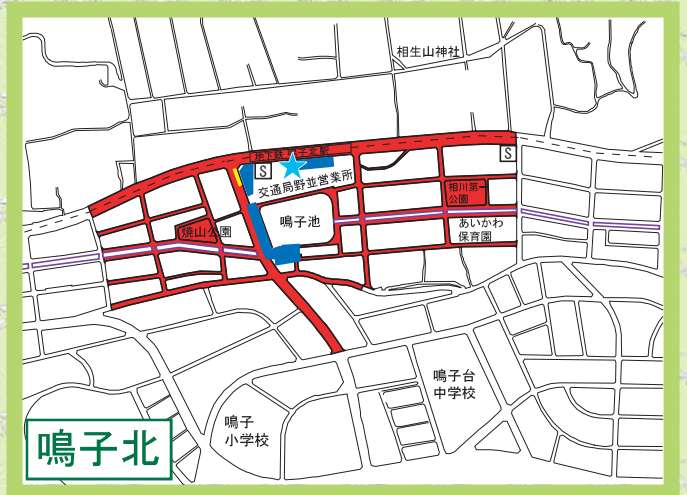 相生山神社
地下鉄 鳴子北駅
S
S
交通局野並営業所
相川第一
公園
鳴子池
焼山公園
あいかわ
保育園
鳴子台
中学校
鳴子
小学校
鳴子北